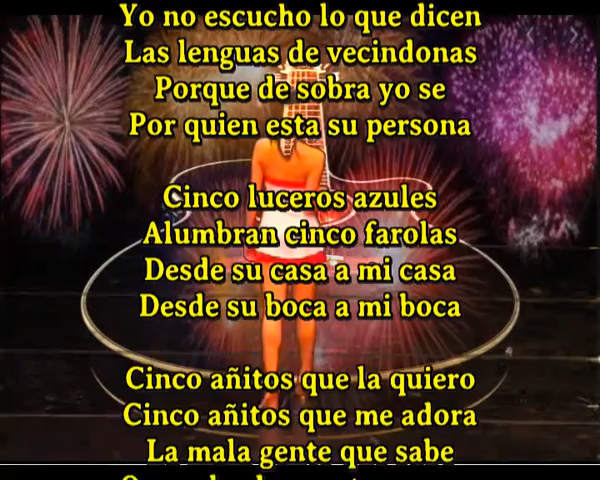 Yo no escucho lo que dicen
Las lenguas de vecindonas
Porque de sobra yo se
Por quien esta su persona
Cinco luceros azules
Alumbran cinco farolas
Desde su casa a mi casa
Desde su boca a mi boca
Cinco añitos que la quiero
Cinco añitos que me adora
La mala gente que sabe